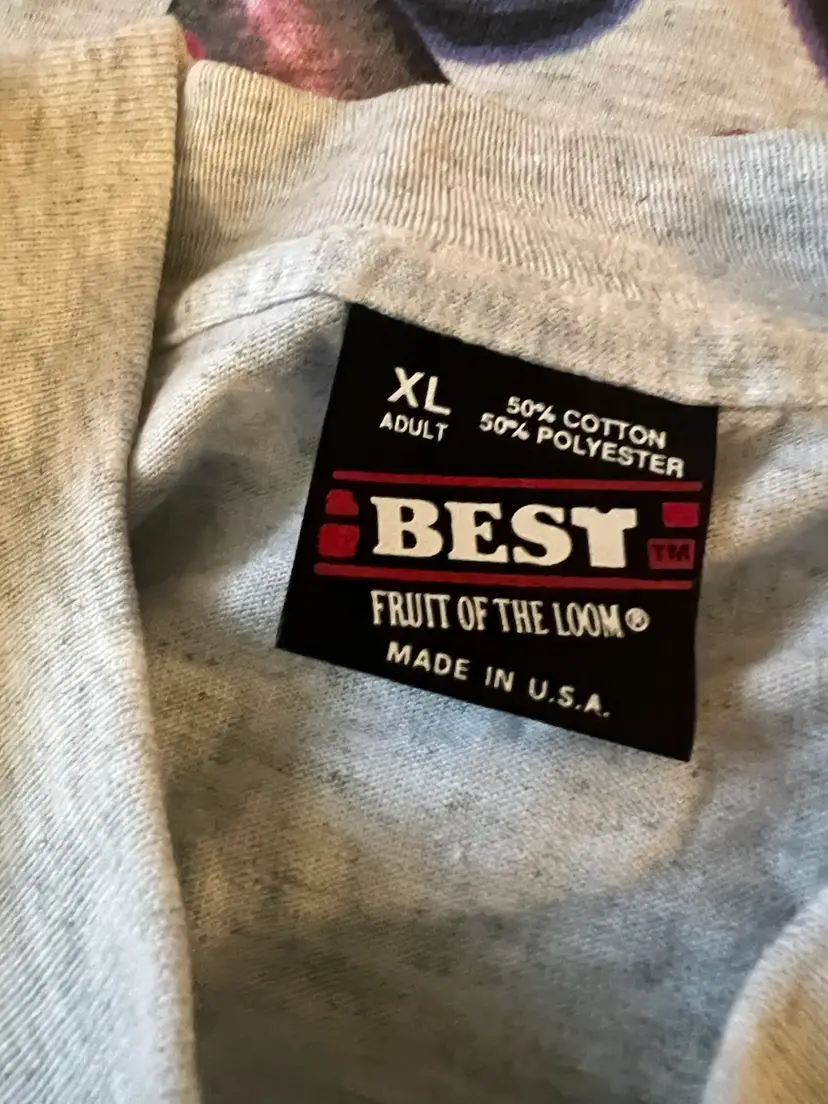 XL
ADULT
50% COTTON
50% POLYESTER
BEST
TM
FRUIT OF THE LOOM®
MADE IN U.S.A.